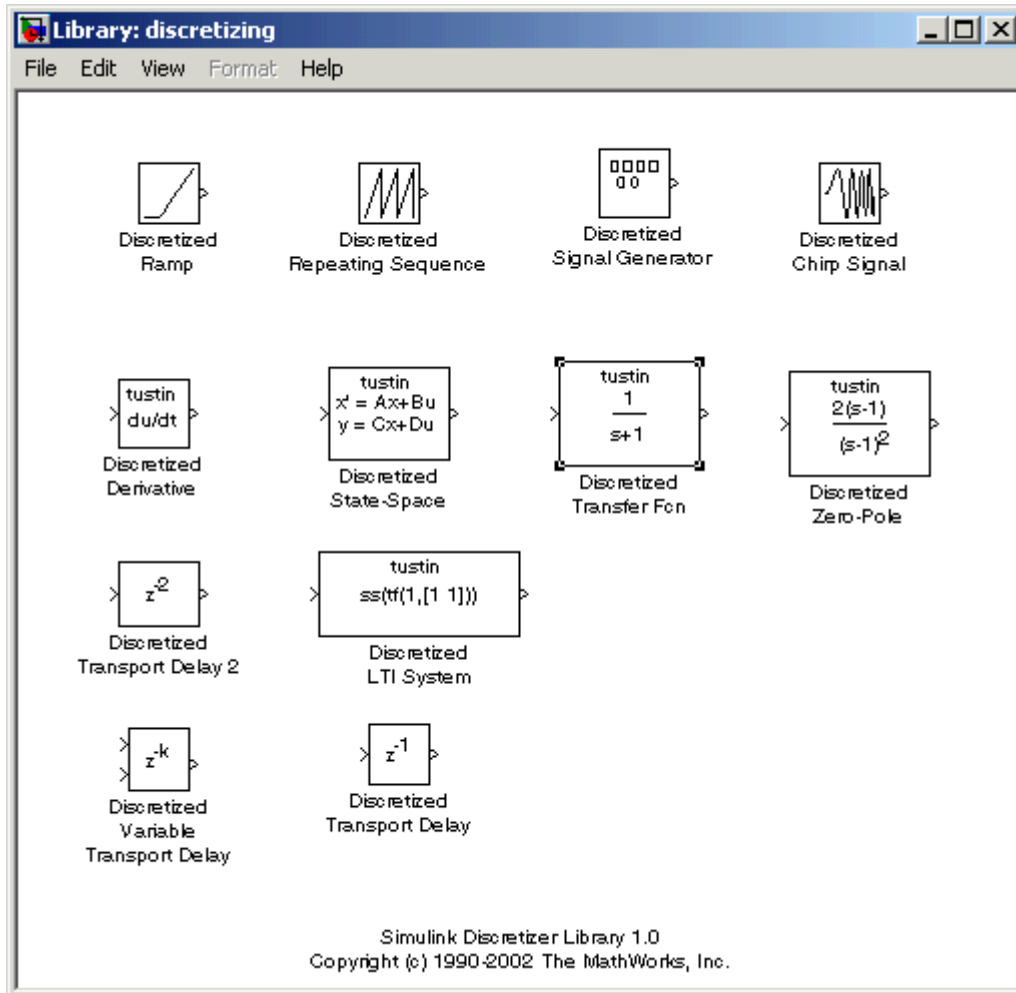 Library: discretizing
File Edit View Format Help
Discretized
Ramp
Discretized
Repeating Sequence
Discretized
Signal Generator
Discretized
Chirp Signal
tustin
du/dt
Discretized
Derivative
tustin
x' = Ax+Bu
y = Cx+Du
Discretized
State-Space
tustin
1
s+1
Discretized
Transfer Fcn
tustin
2(s-1)
(s-1)^2
Discretized
Zero-Pole
z^-2
Discretized
Transport Delay 2
tustin
ss(tf(1,[1 1]))
Discretized
LTI System
z^-k
Discretized
Variable
Transport Delay
z^-1
Discretized
Transport Delay
Simulink Discretizer Library 1.0
Copyright (c) 1990-2002 The MathWorks, Inc.